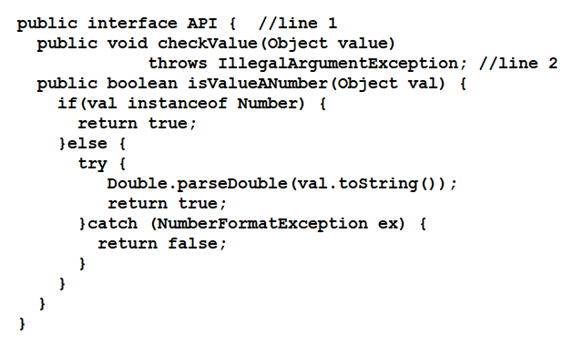 public interface API {  //line 1
  public void checkValue(Object value)
             throws IllegalArgumentException; //line 2
  public boolean isValueANumber(Object val) {
    if(val instanceof Number) {
      return true;
    }else {
      try {
         Double.parseDouble(val.toString());
         return true;
      }catch (NumberFormatException ex) {
        return false;
      }
    }
  }
}